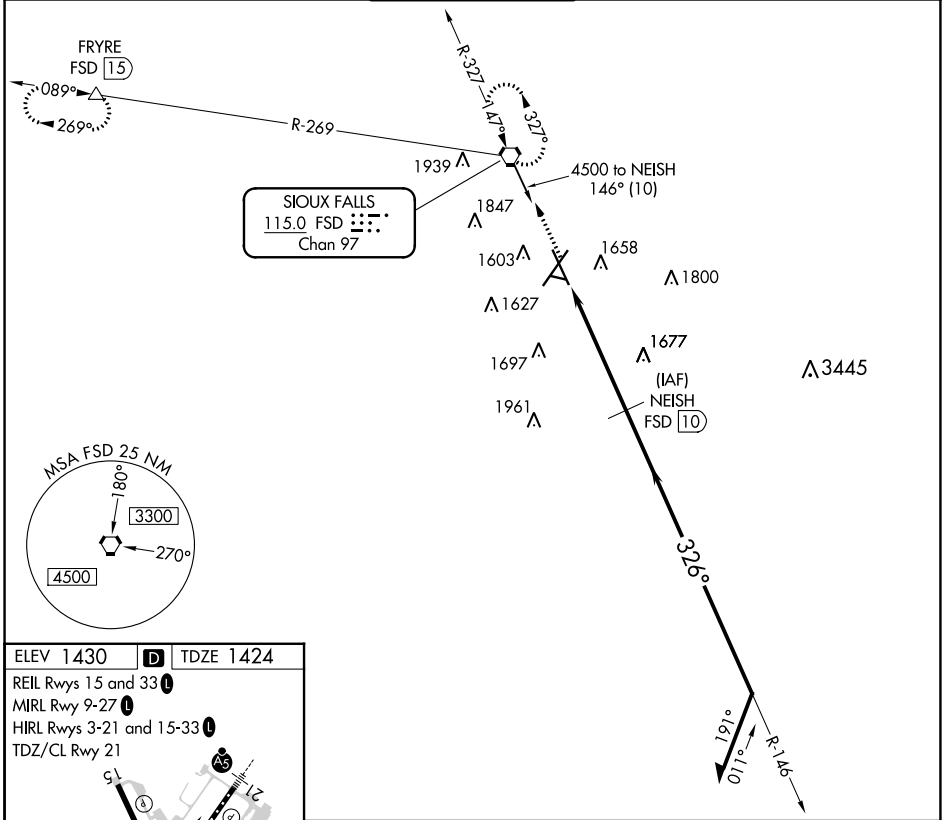 FRYRE
FSD 15
089°
269°
R-269
R-327
147°
327°
4500 to NEISH
146° (10)
SIOUX FALLS
115.0 FSD
Chan 97
1939
1847
1603
1658
1800
1627
1697
1677
3445
1961
(IAF)
NEISH
FSD 10
MSA FSD 25 NM
180°
3300
270°
4500
326°
191°
011°
R-146
ELEV 1430 D TDZE 1424
REIL Rwys 15 and 33 L
MIRL Rwy 9-27 L
HIRL Rwys 3-21 and 15-33 L
TDZ/CL Rwy 21
15
A5
21
P
P